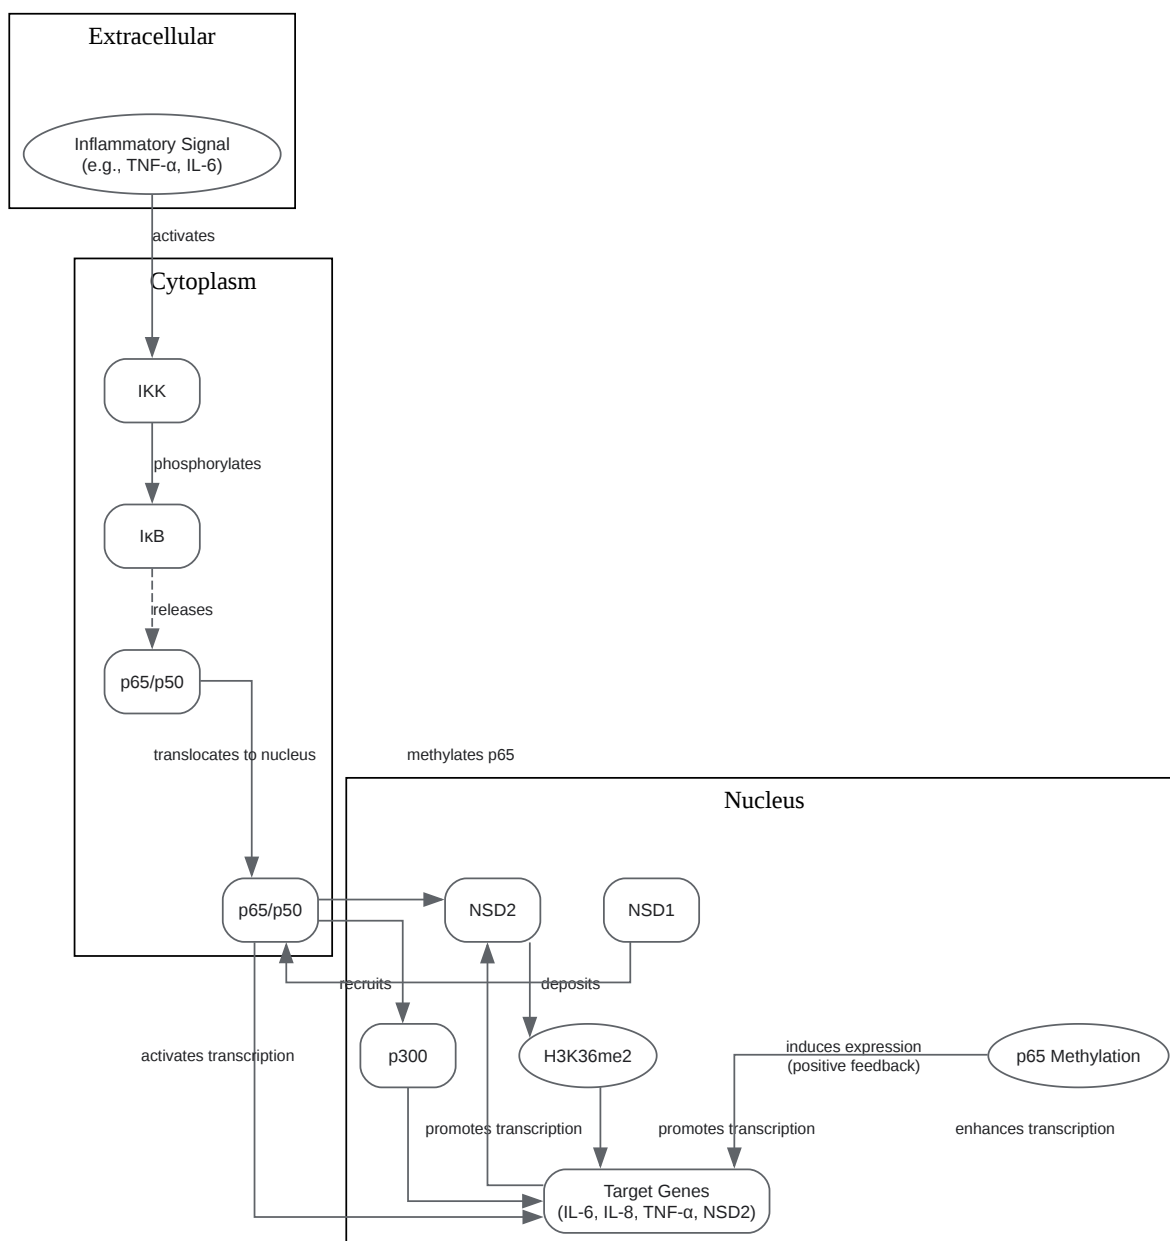 Extracellular
Inflammatory Signal
(e.g., TNF-α, IL-6)
activates
Cytoplasm
IKK
phosphorylates
IκB
releases
p65/p50
translocates to nucleus
methylates p65
Nucleus
p65/p50
NSD2
NSD1
recruits
deposits
activates transcription
p300
H3K36me2
induces expression
(positive feedback)
p65 Methylation
promotes transcription
promotes transcription
enhances transcription
Target Genes
(IL-6, IL-8, TNF-α, NSD2)